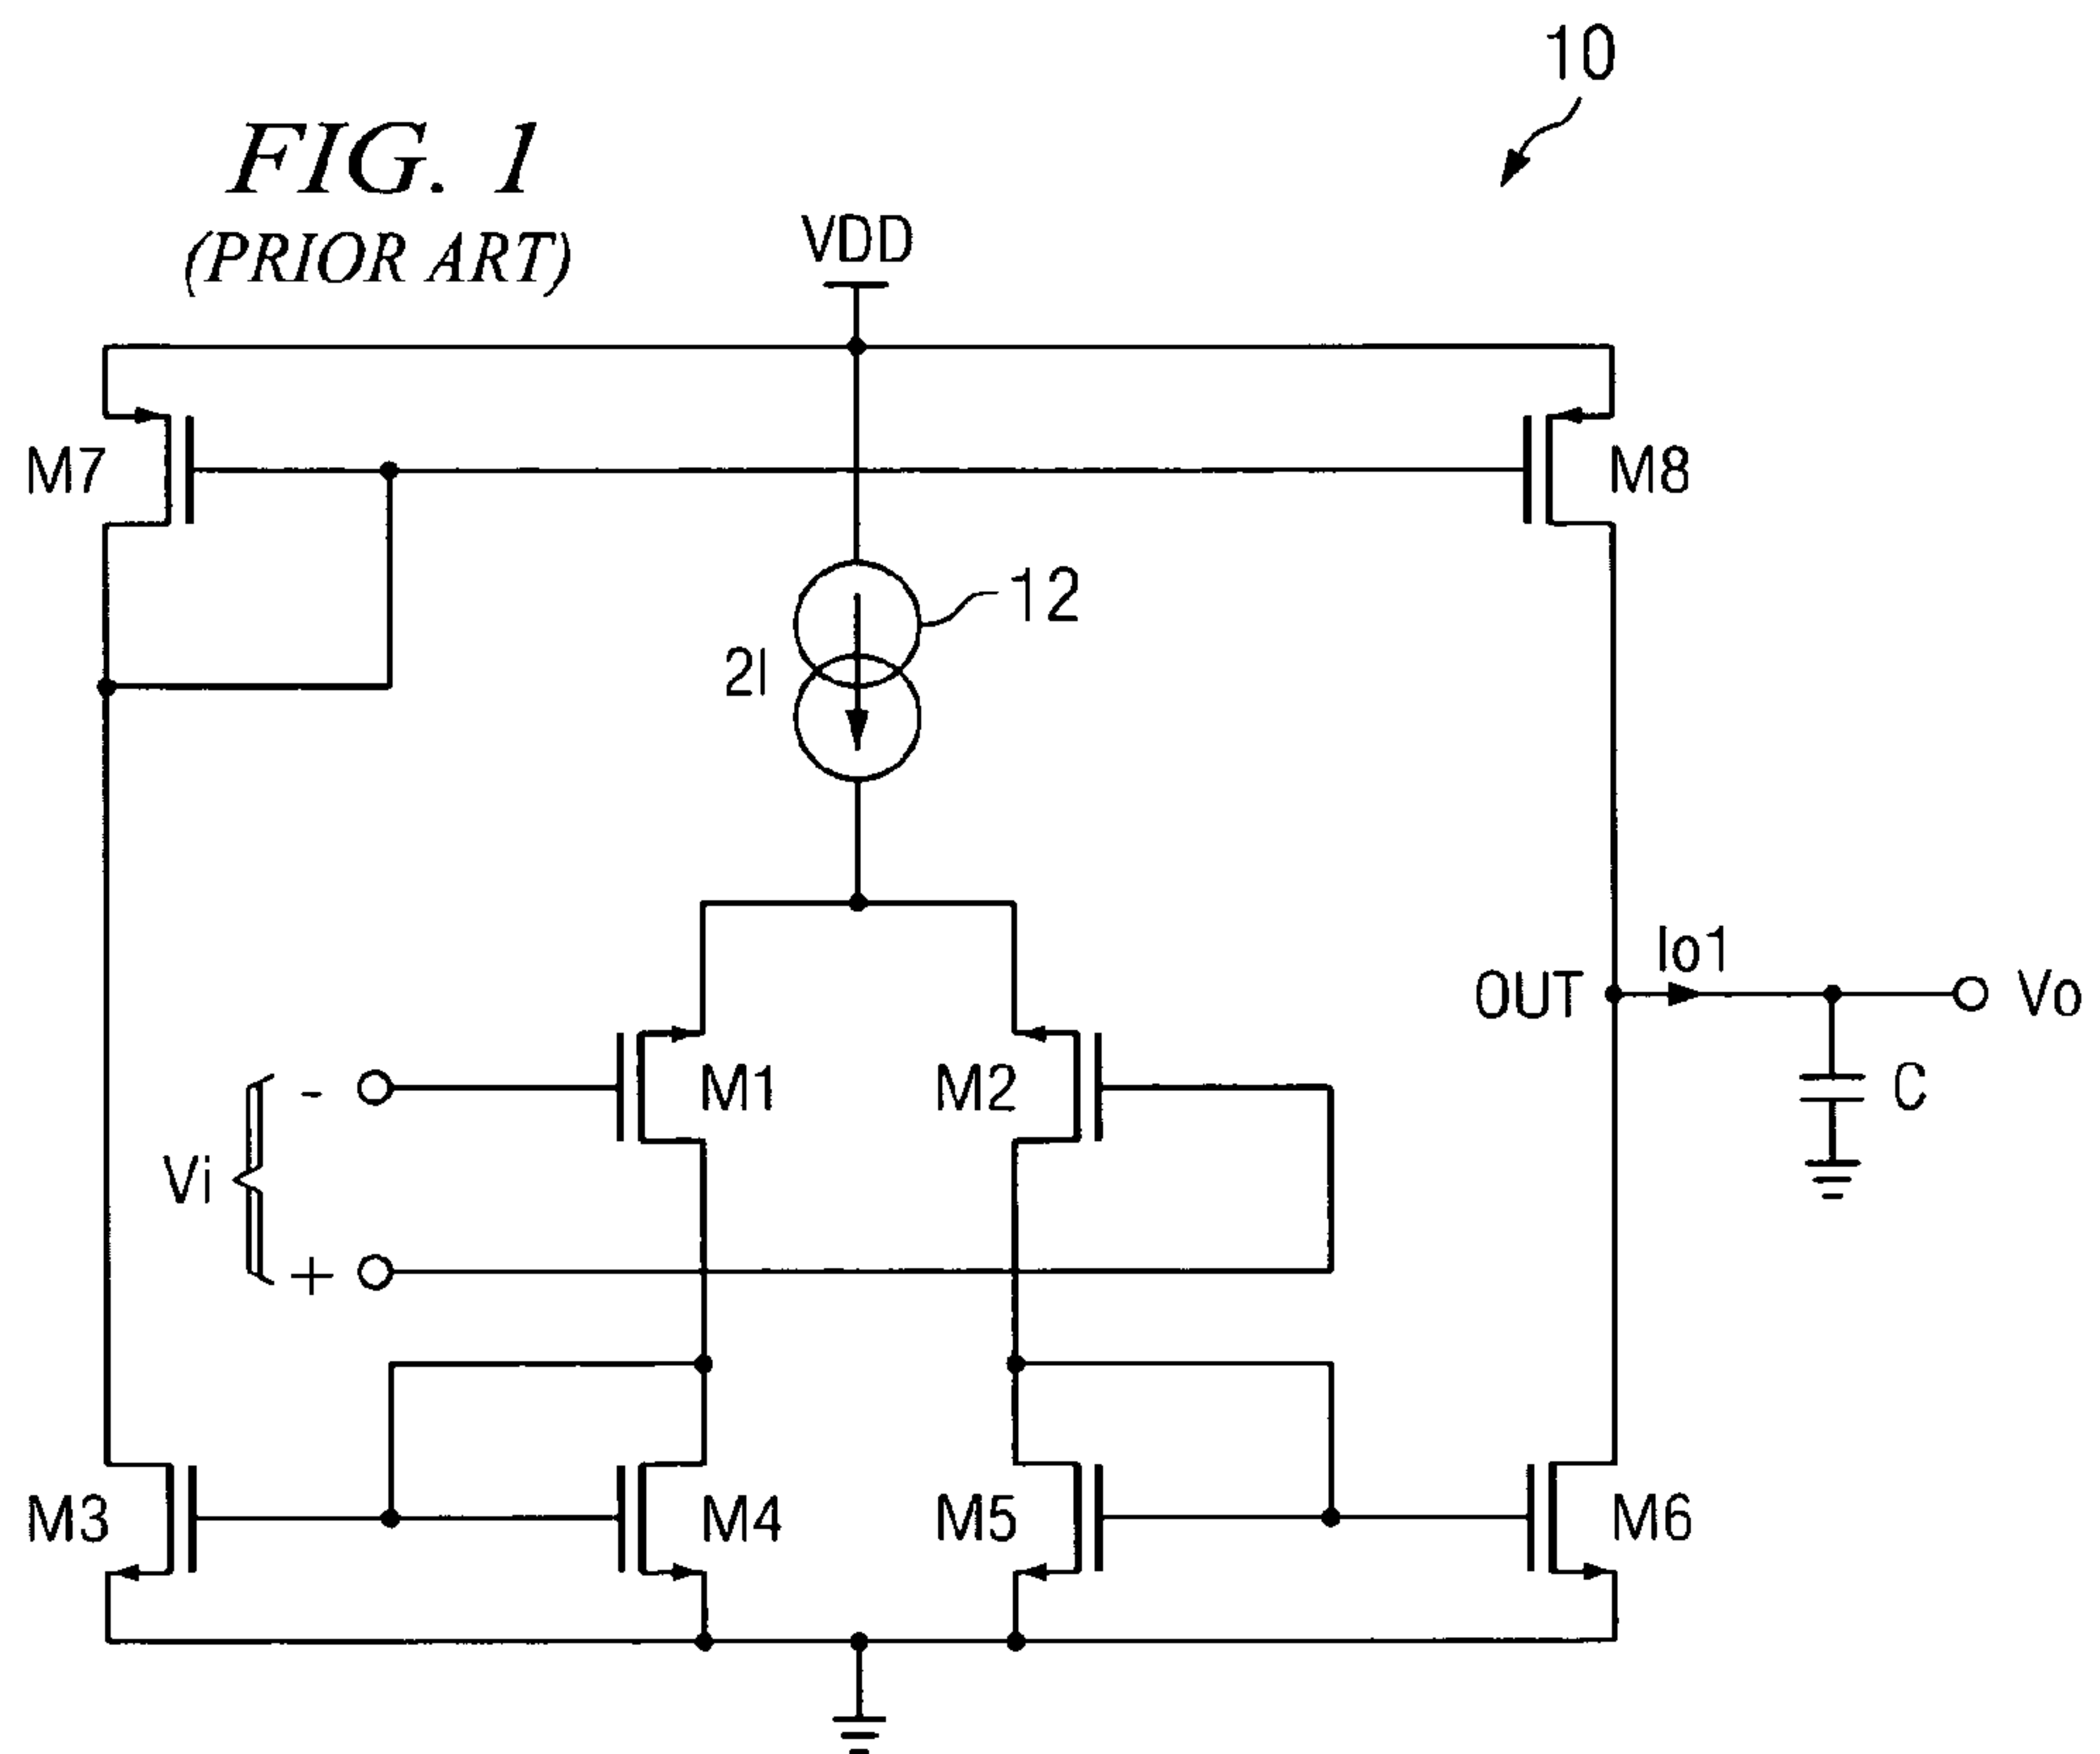 10
FIG. 1
(PRIOR ART)
VDD
M7
M8
12
2I
Io1
OUT
Vo
M1
M2
C
-
Vi
+
M3
M4
M5
M6